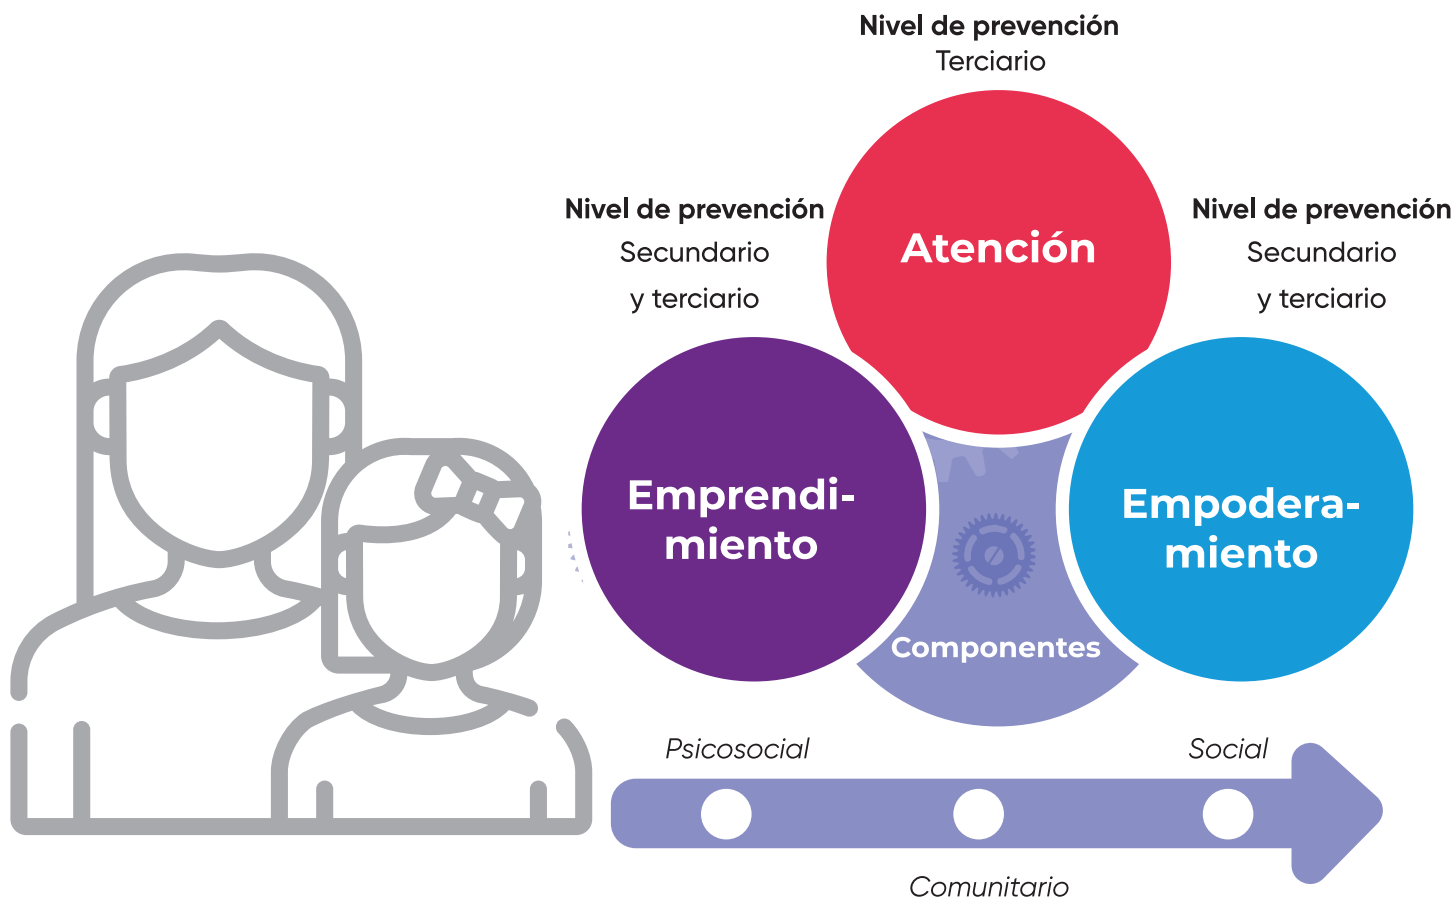 Nivel de prevención
Terciario
Atención
Nivel de prevención
Secundario
y terciario
Nivel de prevención
Secundario
y terciario
Emprendi-
miento
Empodera-
miento
Componentes
Psicosocial
Social
Comunitario